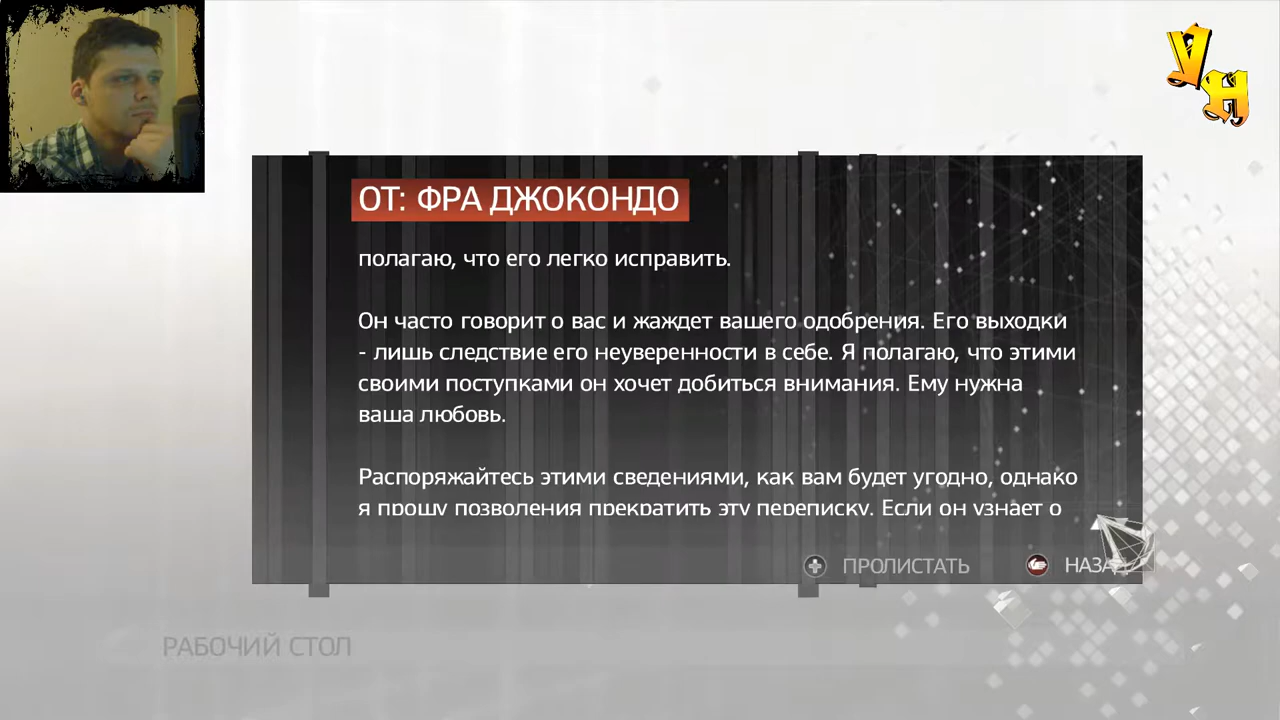 УН
ОТ: ФРА ДЖОКОНДО
полагаю, что его легко исправить.
Он часто говорит о вас и жаждет вашего одобрения. Его выходки
- лишь следствие его неуверенности в себе. Я полагаю, что этими
своими поступками он хочет добиться внимания. Ему нужна
ваша любовь.
Распоряжайтесь этими сведениями, как вам будет угодно, однако
я прошу позволения прекратить эту переписку. Если он узнает о
ПРОЛИСТАТЬ
НАЗАД
РАБОЧИЙ СТОЛ